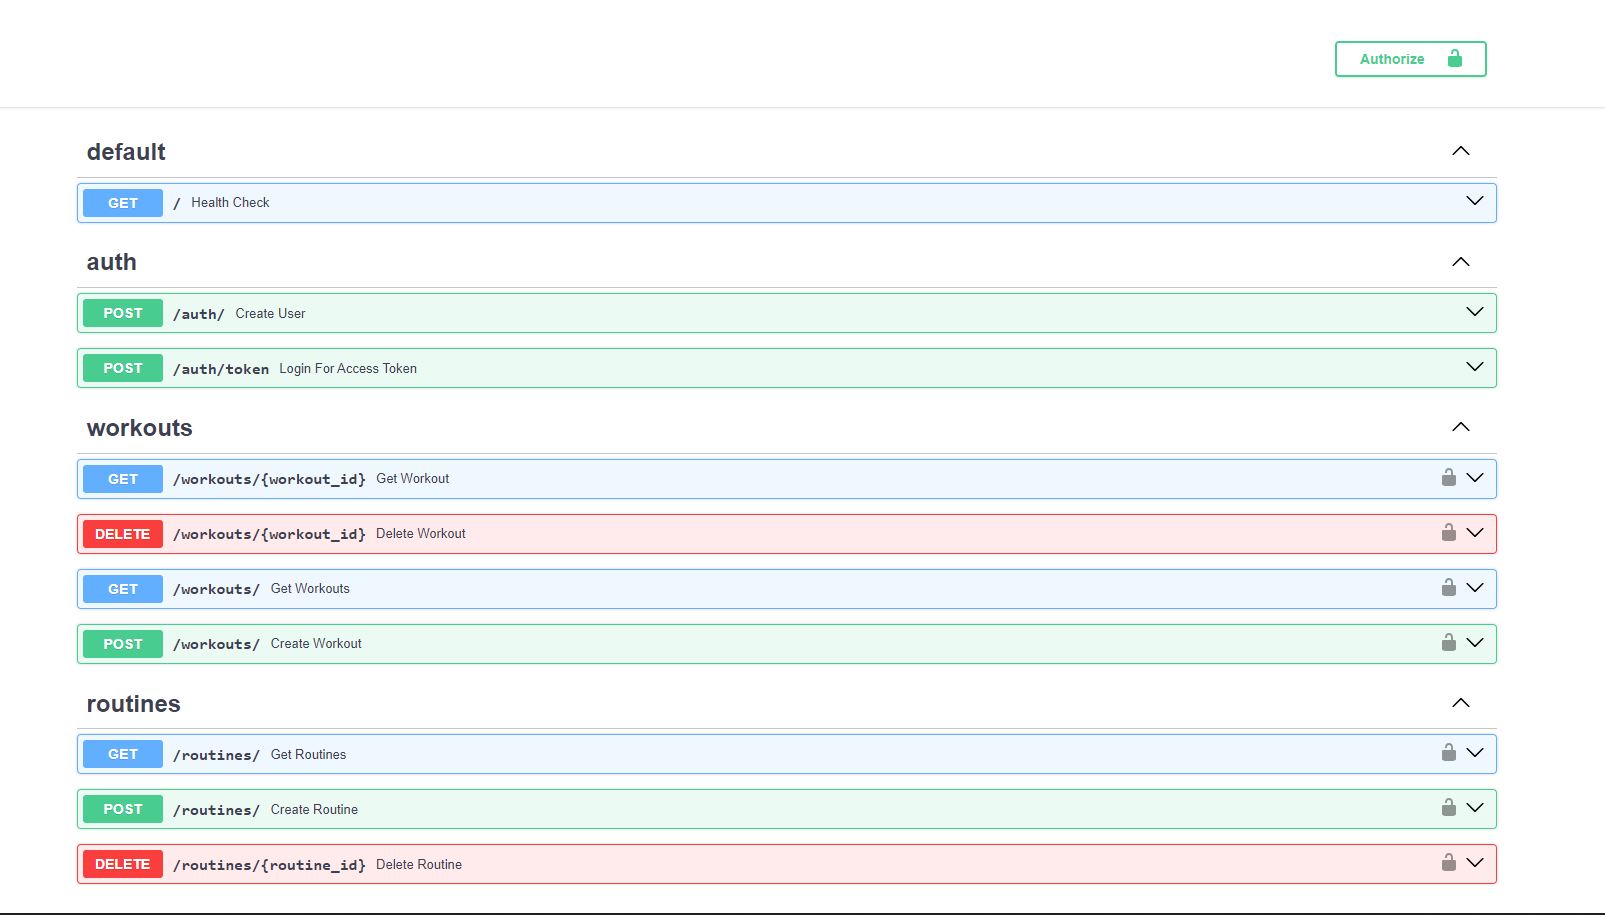 Authorize
default
GET / Health Check
auth
POST /auth/ Create User
POST /auth/token Login For Access Token
workouts
GET /workouts/{workout_id} Get Workout
DELETE /workouts/{workout_id} Delete Workout
GET /workouts/ Get Workouts
POST /workouts/ Create Workout
routines
GET /routines/ Get Routines
POST /routines/ Create Routine
DELETE /routines/{routine_id} Delete Routine